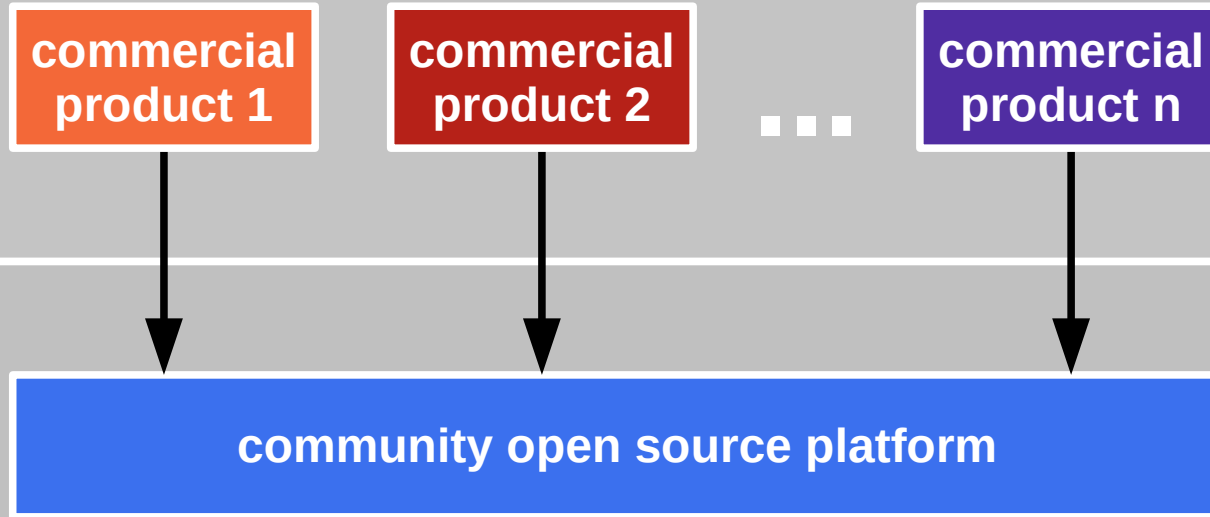 commercial
product 1
commercial
product 2
...
commercial
product n
community open source platform